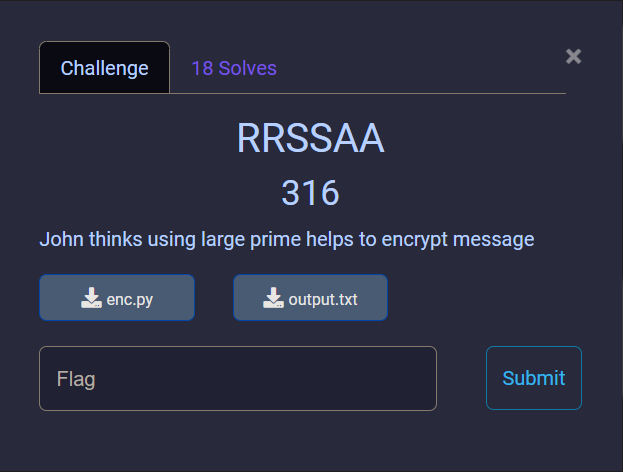 Challenge
18 Solves
×
RRSSAA
316
John thinks using large prime helps to encrypt message
enc.py
output.txt
Flag
Submit